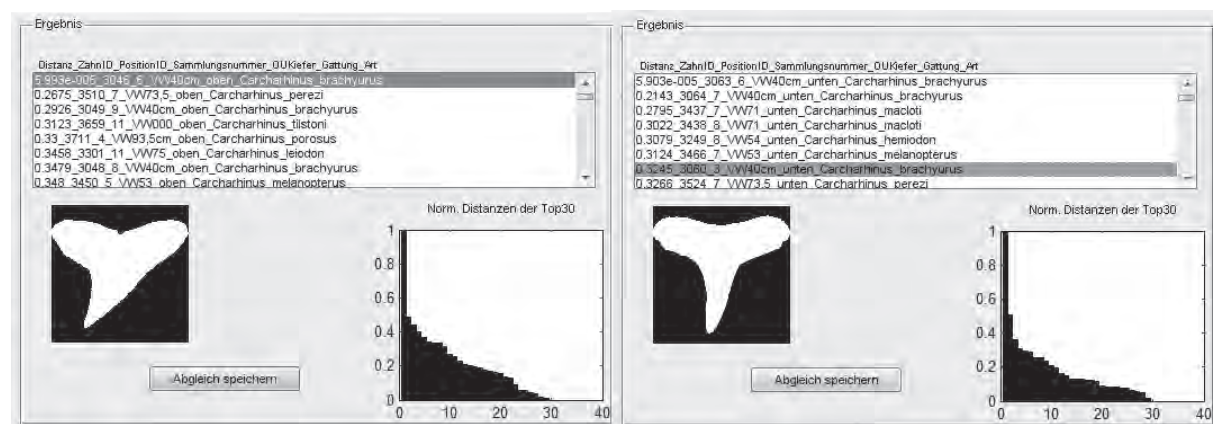 Ergebnis
Distanz_ZahnID_PositionID_Sammlungsnummer_OUKiefer_Gattung_Art
5.993e-005_3046_6_VW40cm_oben_Carcharhinus_brachyurus
0.2675_3510_7_VW73,5_oben_Carcharhinus_perezi
0.2926_3049_9_VW40cm_oben_Carcharhinus_brachyurus
0.3123_3659_11_VW000_oben_Carcharhinus_tilstoni
0.33_3711_4_VW93,5cm_oben_Carcharhinus_porosus
0.3458_3301_11_VW75_oben_Carcharhinus_leiodon
0.3479_3048_8_VW40cm_oben_Carcharhinus_brachyurus
0.348_3450_5_VW53_oben_Carcharhinus_melanopterus
Norm. Distanzen der Top30
1
0.8
0.6
0.4
0.2
0
0 10 20 30 40
Abgleich speichern
Ergebnis
Distanz_ZahnID_PositionID_Sammlungsnummer_OUKiefer_Gattung_Art
5.903e-005_3063_6_VW40cm_unten_Carcharhinus_brachyurus
0.2143_3064_7_VW40cm_unten_Carcharhinus_brachyurus
0.2795_3437_7_VW71_unten_Carcharhinus_macloti
0.3022_3438_8_VW71_unten_Carcharhinus_macloti
0.3079_3249_8_VW54_unten_Carcharhinus_hemiodon
0.3124_3466_7_VW53_unten_Carcharhinus_melanopterus
0.3245_3060_3_VW40cm_unten_Carcharhinus_brachyurus
0.3266_3524_7_VW73,5_unten_Carcharhinus_perezi
Norm. Distanzen der Top30
1
0.8
0.6
0.4
0.2
0
0 10 20 30 40
Abgleich speichern